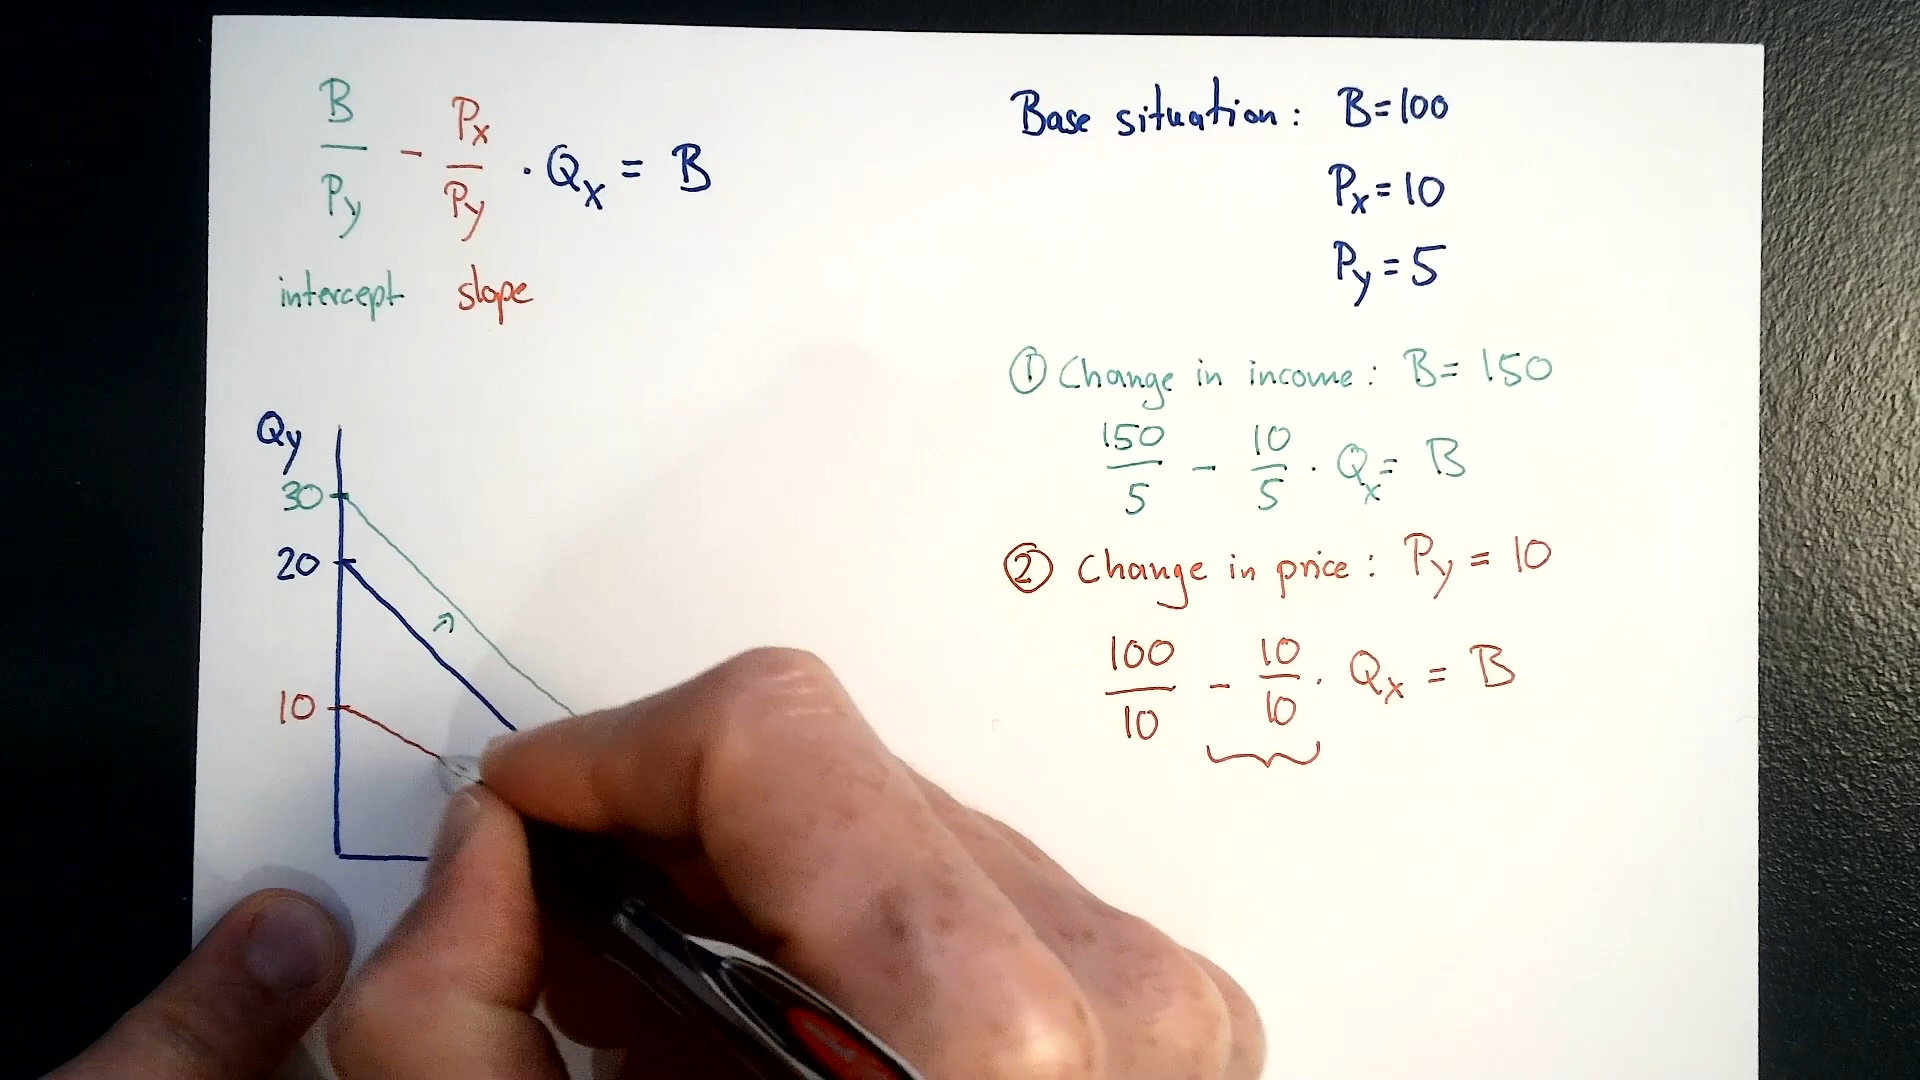 B/Py - Px/Py · Qx = B
intercept slope
Base situation: B=100
Px=10
Py=5
① Change in income: B=150
150/5 - 10/5 · Qx = B
② Change in price: Py = 10
100/10 - 10/10 · Qx = B
Qy
30
20
10